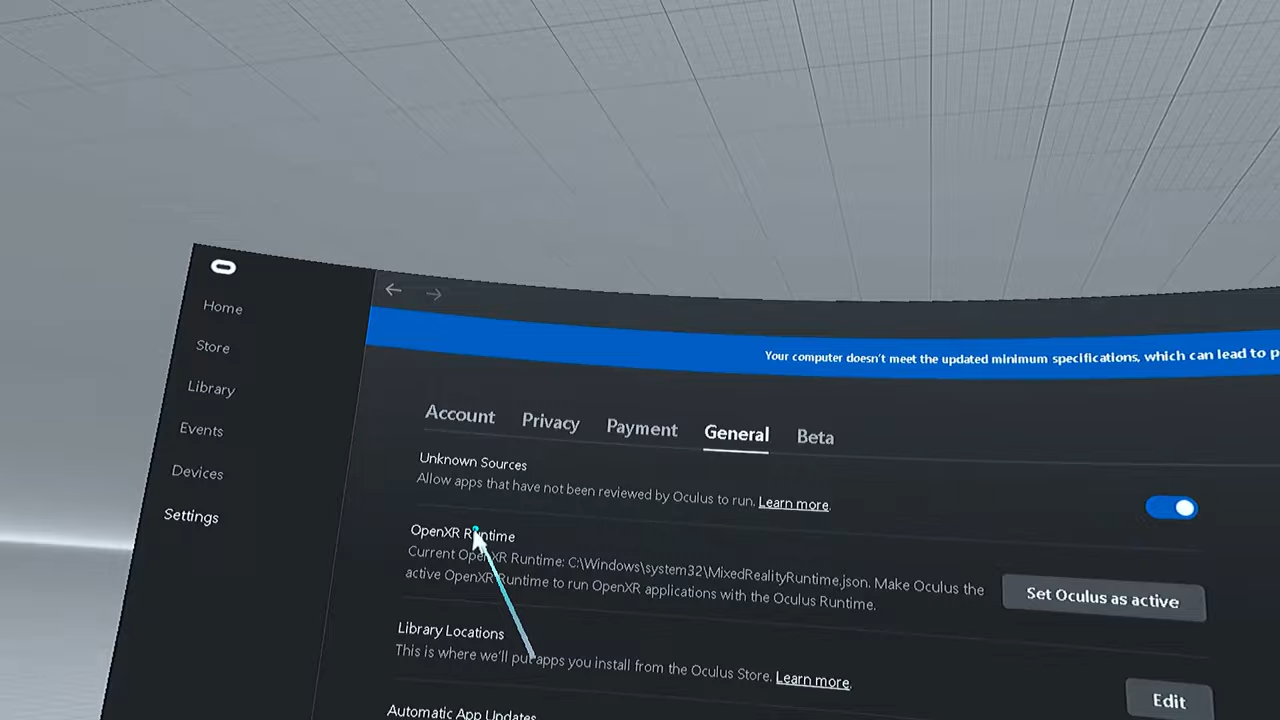 Home
Store
Library
Events
Devices
Settings
Your computer doesn't meet the updated minimum specifications, which can lead to
Account Privacy Payment General Beta
Unknown Sources
Allow apps that have not been reviewed by Oculus to run. Learn more.
OpenXR Runtime
Current OpenXR Runtime: C:\Windows\system32\MixedRealityRuntime.json. Make Oculus the
active OpenXR Runtime to run OpenXR applications with the Oculus Runtime.
Set Oculus as active
Library Locations
This is where we'll put apps you install from the Oculus Store. Learn more.
Edit
Automatic App Updates